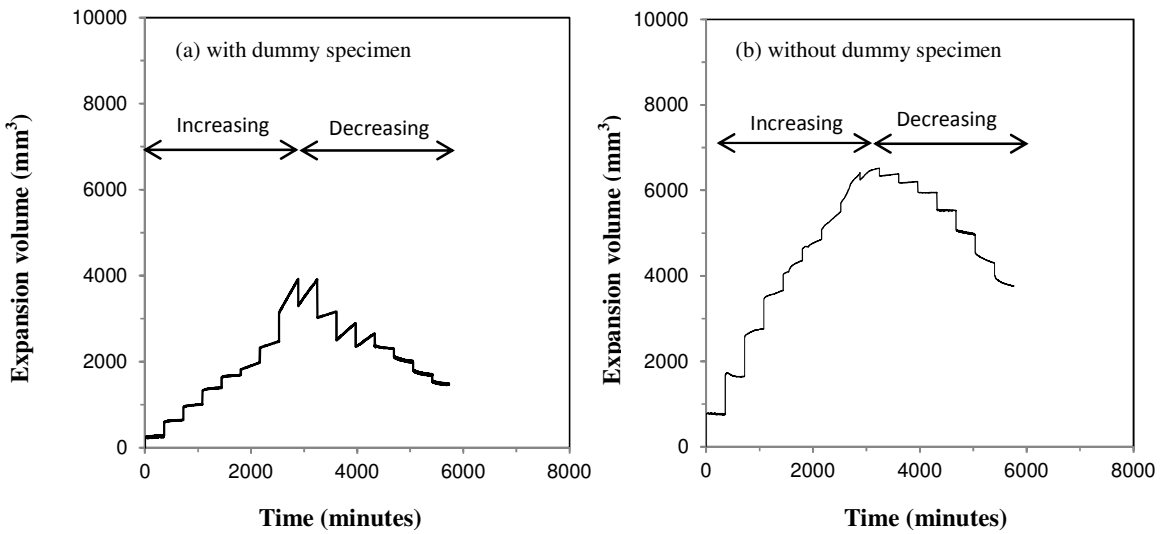 (a) with dummy specimen
Increasing
Decreasing
Expansion volume (mm³)
10000
8000
6000
4000
2000
0
0 2000 4000 6000 8000
Time (minutes)
(b) without dummy specimen
Increasing
Decreasing
Expansion volume (mm³)
10000
8000
6000
4000
2000
0
0 2000 4000 6000 8000
Time (minutes)